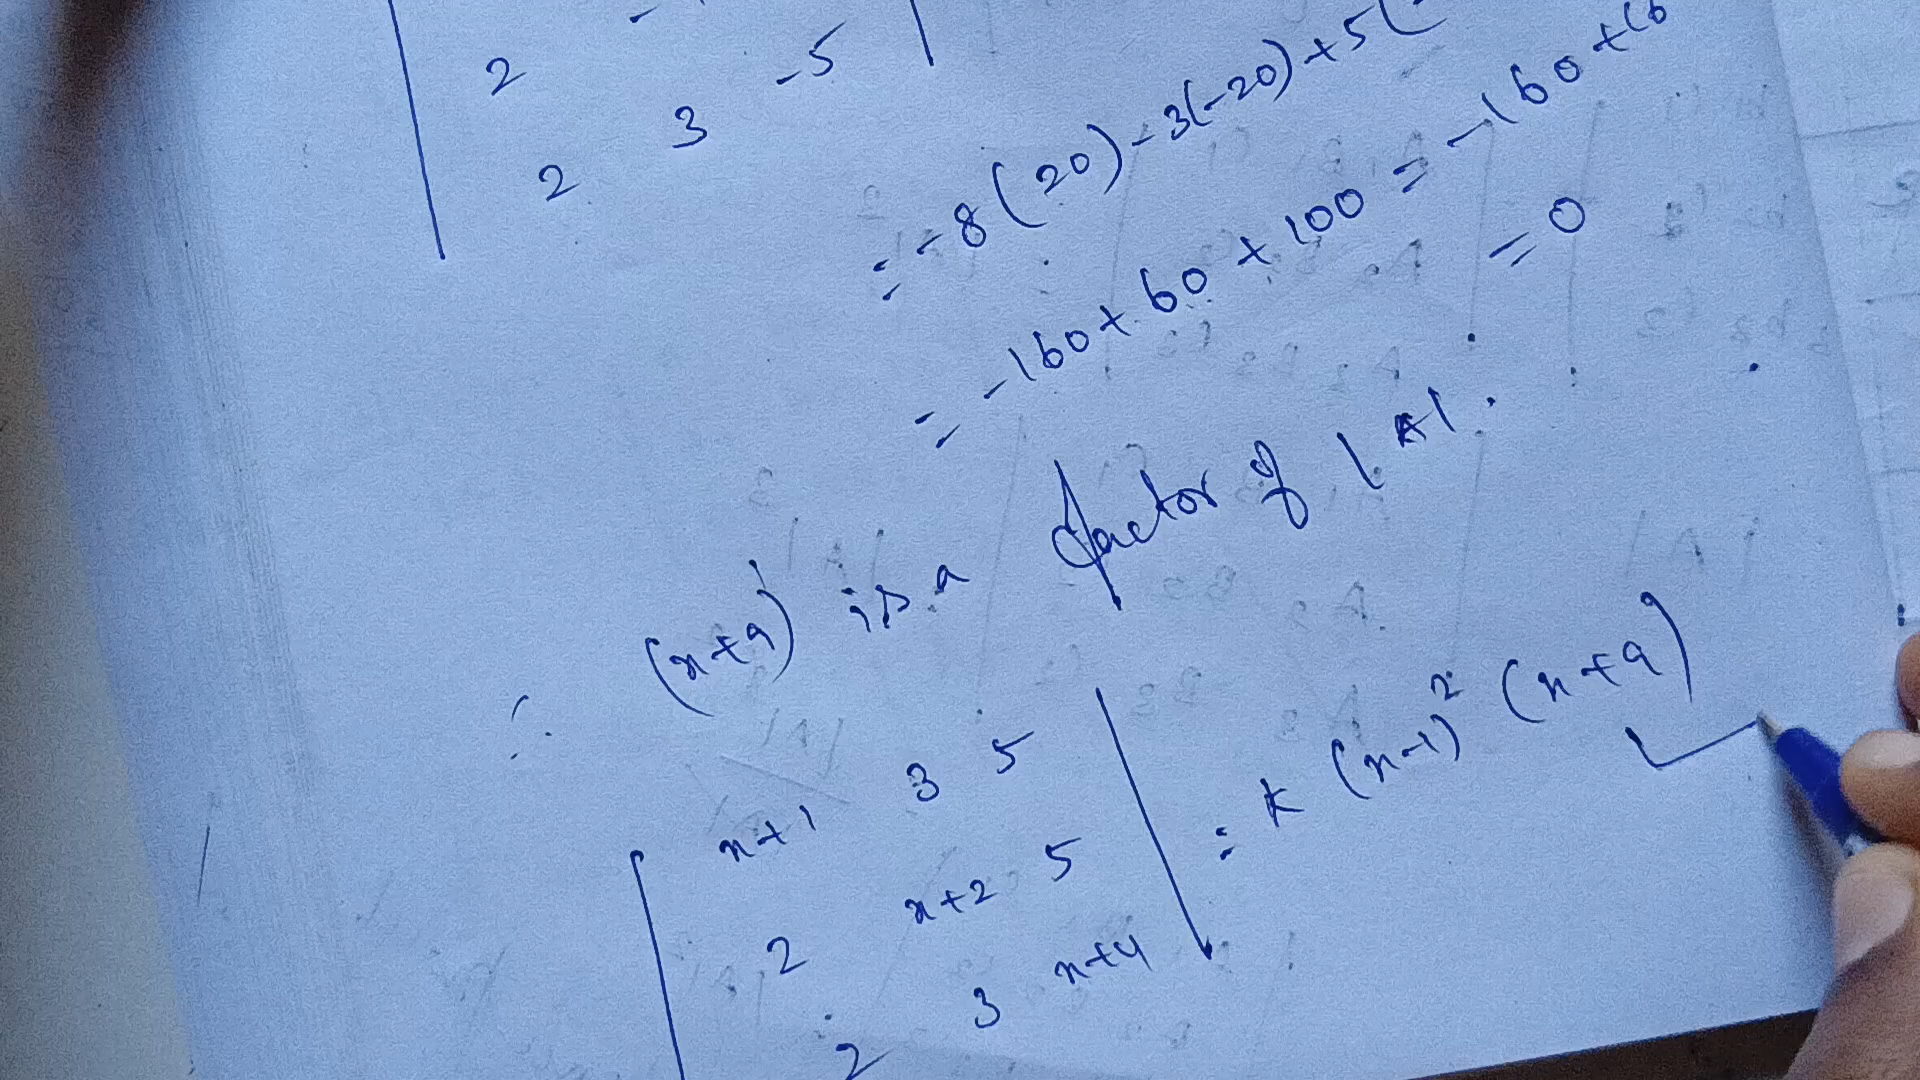 2 -5
2 3
= -8(20)-3(-20)+5(
= -160+60+100 = -160+16
= 0
∴ (x+9) is a factor of |A|.
| x+1 3 5 |
| 2 x+2 5 | = k (x-1)² (x+9)
| 2 3 x+4 |